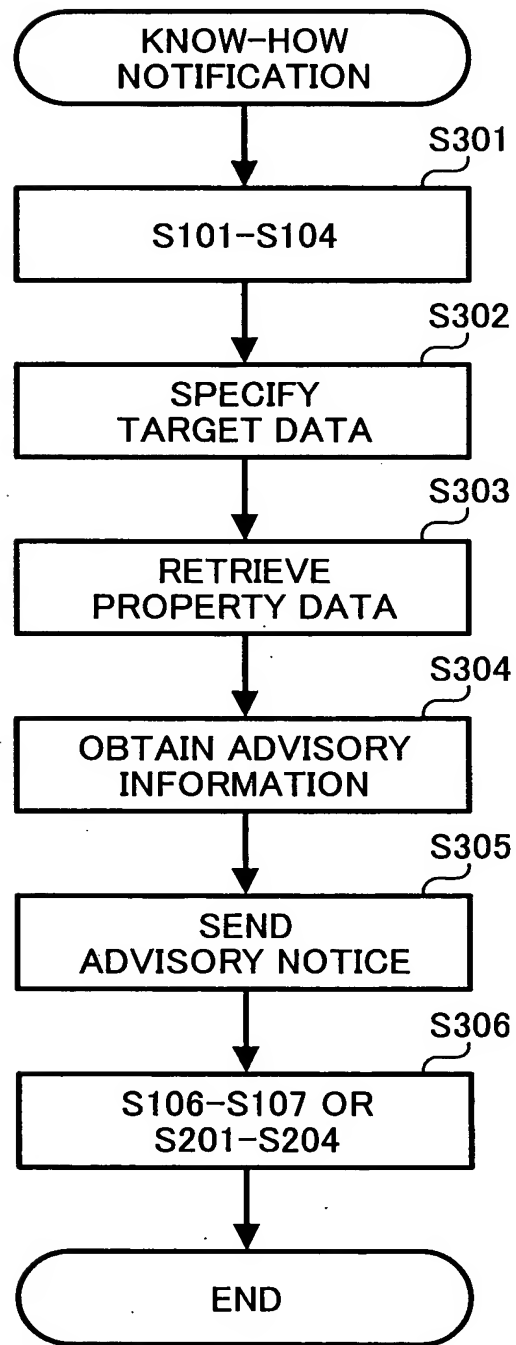 KNOW-HOW
NOTIFICATION
S301
S101-S104
S302
SPECIFY
TARGET DATA
S303
RETRIEVE
PROPERTY DATA
S304
OBTAIN ADVISORY
INFORMATION
S305
SEND
ADVISORY NOTICE
S306
S106-S107 OR
S201-S204
END